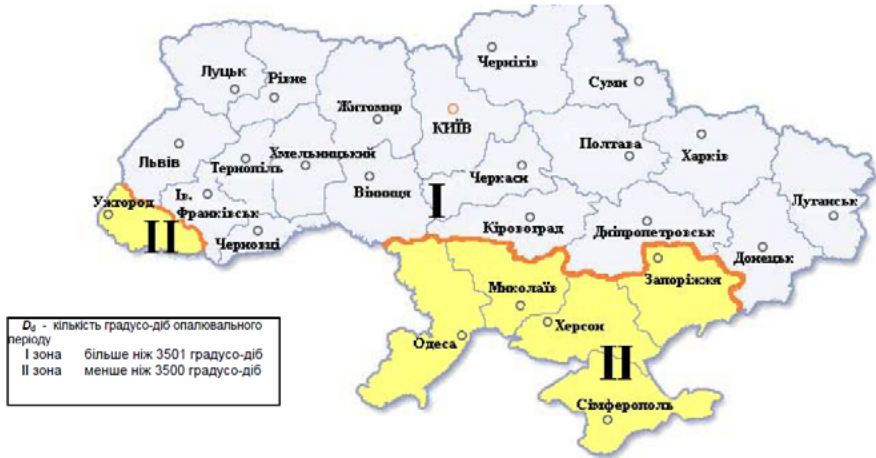 Чернігів
Луцьк
Рівне
Суми
Житомир
КИЇВ
Полтава
Харків
Львів
Тернопіль
Хмельницький
Черкаси
Вінниця
Луганськ
Ужгород
Ів.
Франківськ
I
Кіровоград
Дніпропетровськ
II
Черновці
Донецьк
Запоріжжя
Миколаїв
Херсон
Одеса
II
Сімферополь
Dd - кількість градусо-діб опалювального
періоду
I зона більше ніж 3501 градусо-діб
II зона менше ніж 3500 градусо-діб